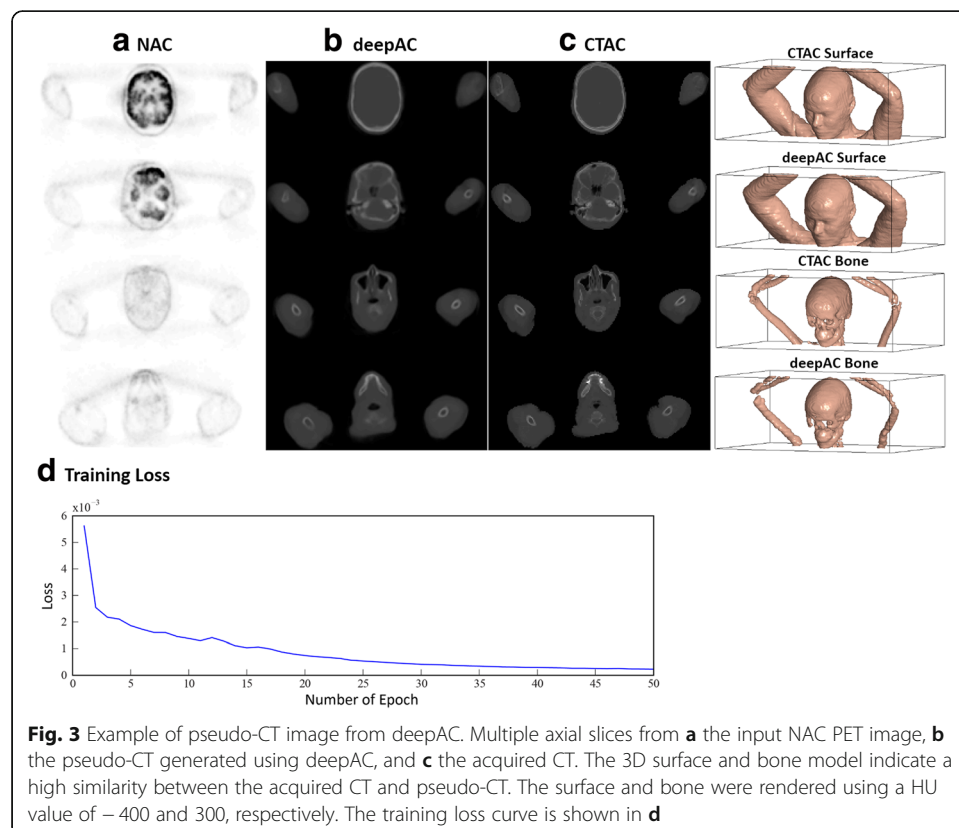 a NAC
b deepAC
c CTAC
CTAC Surface
deepAC Surface
CTAC Bone
deepAC Bone
d Training Loss
x10⁻³
6
5
4
3
2
1
0
Loss
0 5 10 15 20 25 30 35 40 45 50
Number of Epoch
Fig. 3 Example of pseudo-CT image from deepAC. Multiple axial slices from a the input NAC PET image, b
the pseudo-CT generated using deepAC, and c the acquired CT. The 3D surface and bone model indicate a
high similarity between the acquired CT and pseudo-CT. The surface and bone were rendered using a HU
value of − 400 and 300, respectively. The training loss curve is shown in d